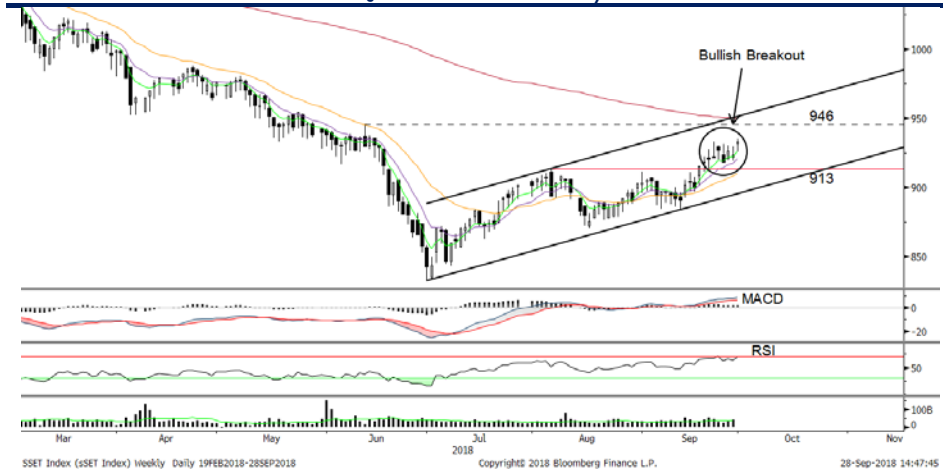 1000
Bullish Breakout
950
946
900
913
850
MACD
0
-20
RSI
50
100B
0
Mar Apr May Jun Jul Aug Sep Oct Nov
2018
SSET Index (sSET Index) Weekly Daily 19FEB2018-28SEP2018 Copyright© 2018 Bloomberg Finance L.P. 28-Sep-2018 14:47:45